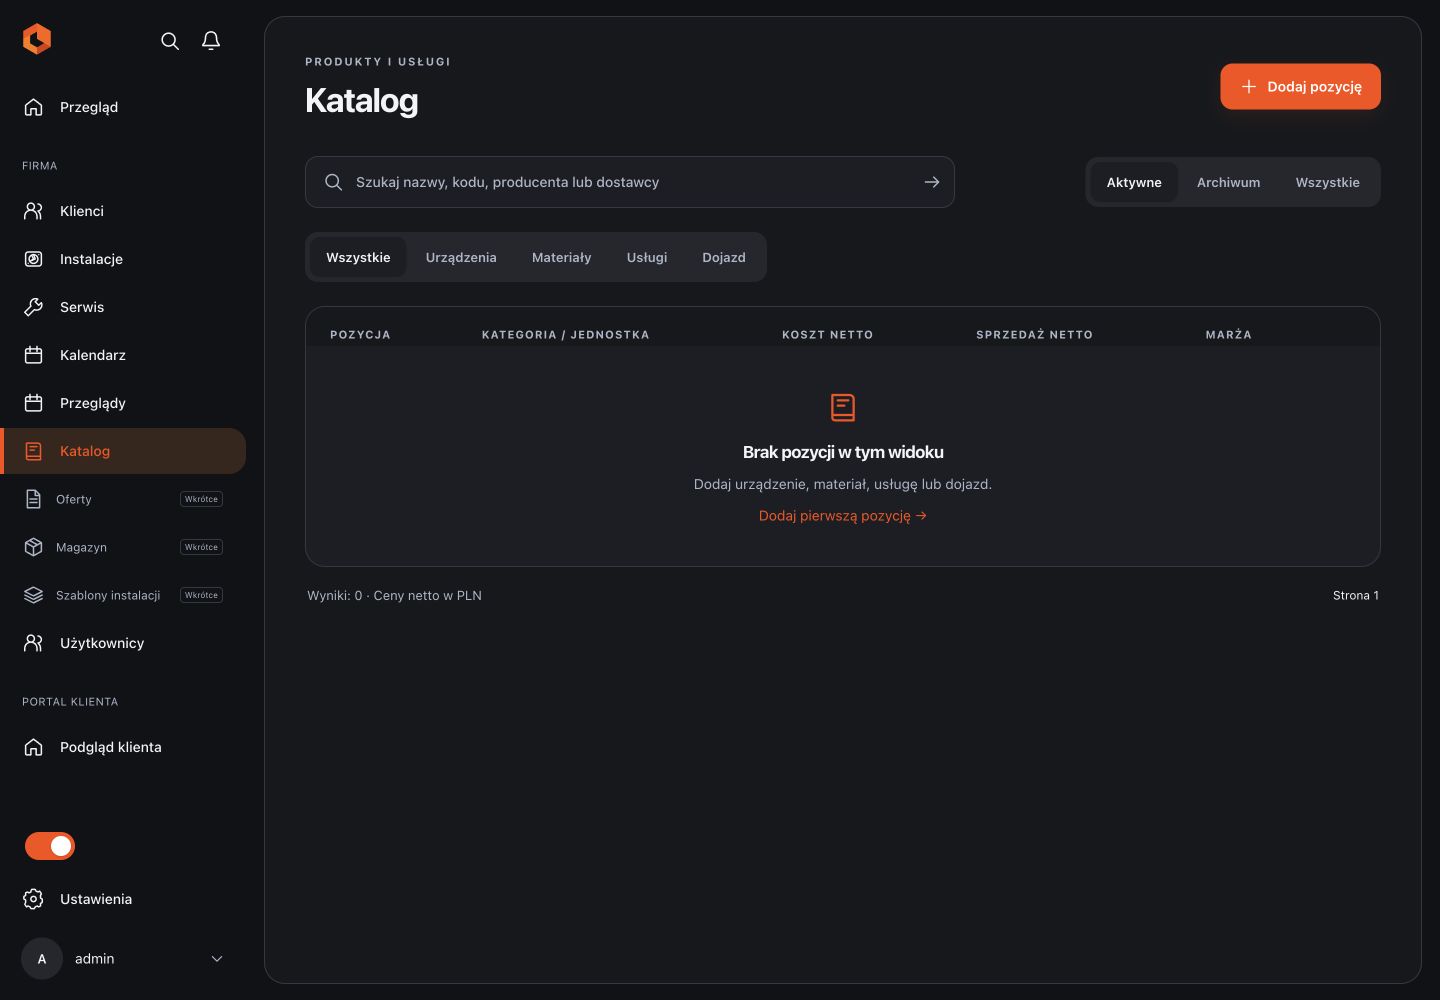 Przegląd
FIRMA
Klienci
Instalacje
Serwis
Kalendarz
Przeglądy
Katalog
Oferty Wkrótce
Magazyn Wkrótce
Szablony instalacji Wkrótce
Użytkownicy
PORTAL KLIENTA
Podgląd klienta
Ustawienia
A admin
PRODUKTY I USŁUGI
Katalog
Dodaj pozycję
Szukaj nazwy, kodu, producenta lub dostawcy
Aktywne Archiwum Wszystkie
Wszystkie Urządzenia Materiały Usługi Dojazd
POZYCJA KATEGORIA / JEDNOSTKA KOSZT NETTO SPRZEDAŻ NETTO MARŻA
Brak pozycji w tym widoku
Dodaj urządzenie, materiał, usługę lub dojazd.
Dodaj pierwszą pozycję →
Wyniki: 0 · Ceny netto w PLN
Strona 1